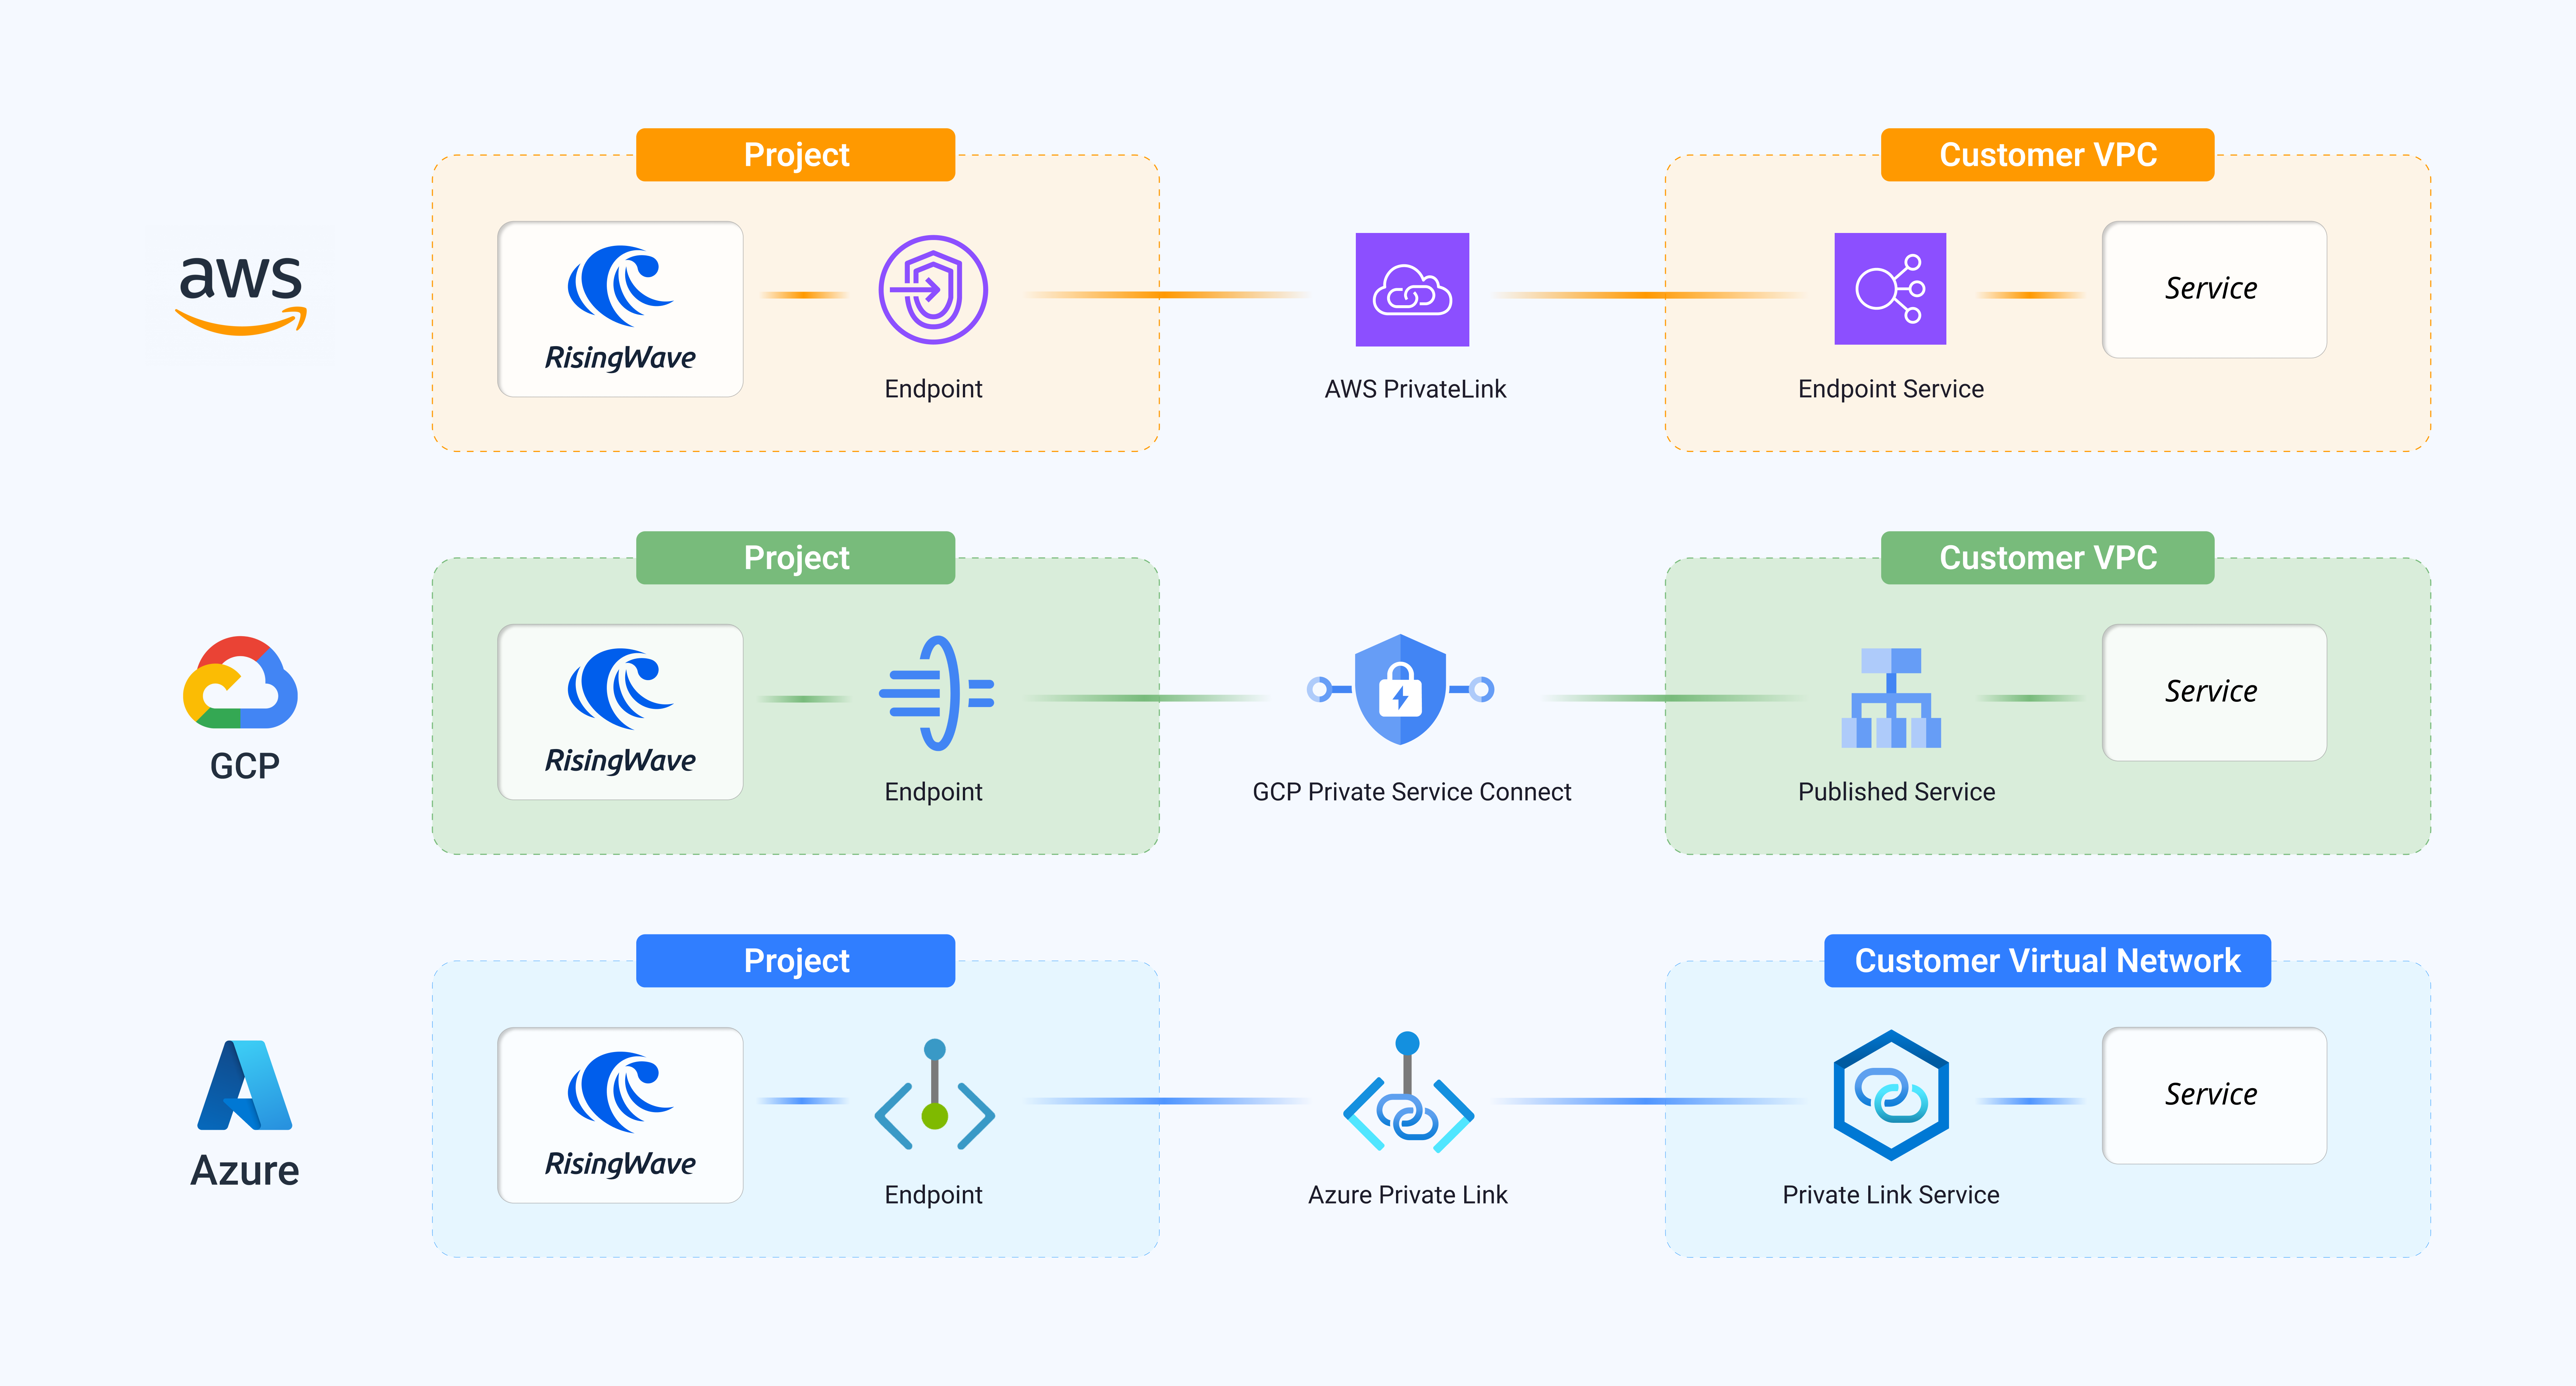 Project
Customer VPC
aws
RisingWave
Endpoint
AWS PrivateLink
Endpoint Service
Service
Project
Customer VPC
GCP
RisingWave
Endpoint
GCP Private Service Connect
Published Service
Service
Project
Customer Virtual Network
Azure
RisingWave
Endpoint
Azure Private Link
Private Link Service
Service